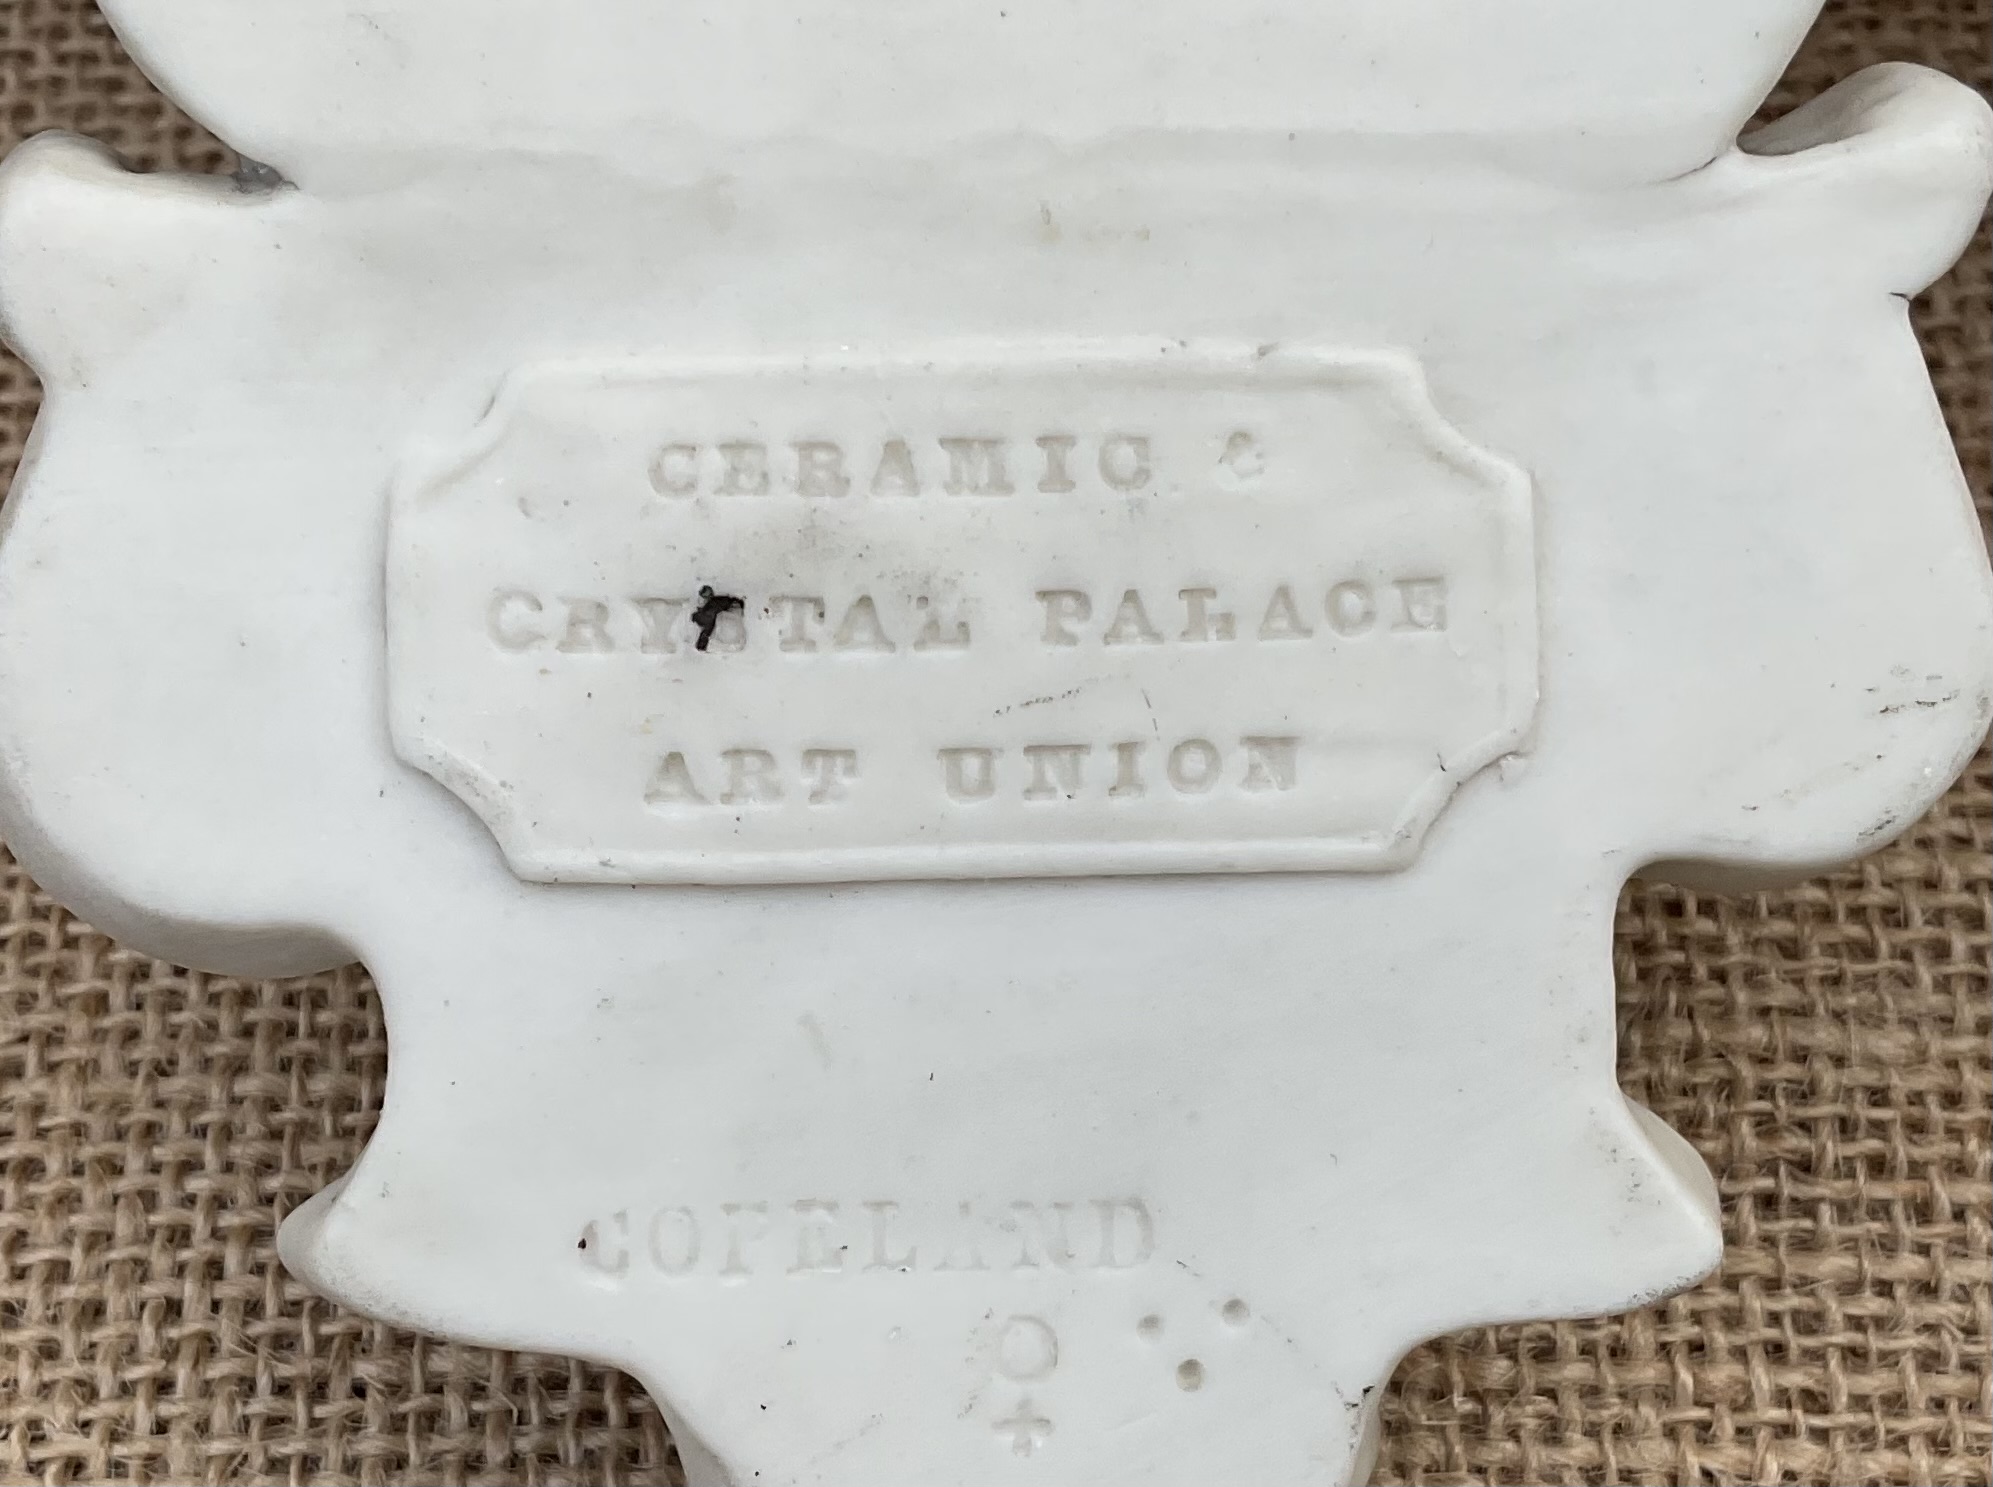 CERAMIC &
CRYSTAL PALACE
ART UNION
COPELAND
O
+